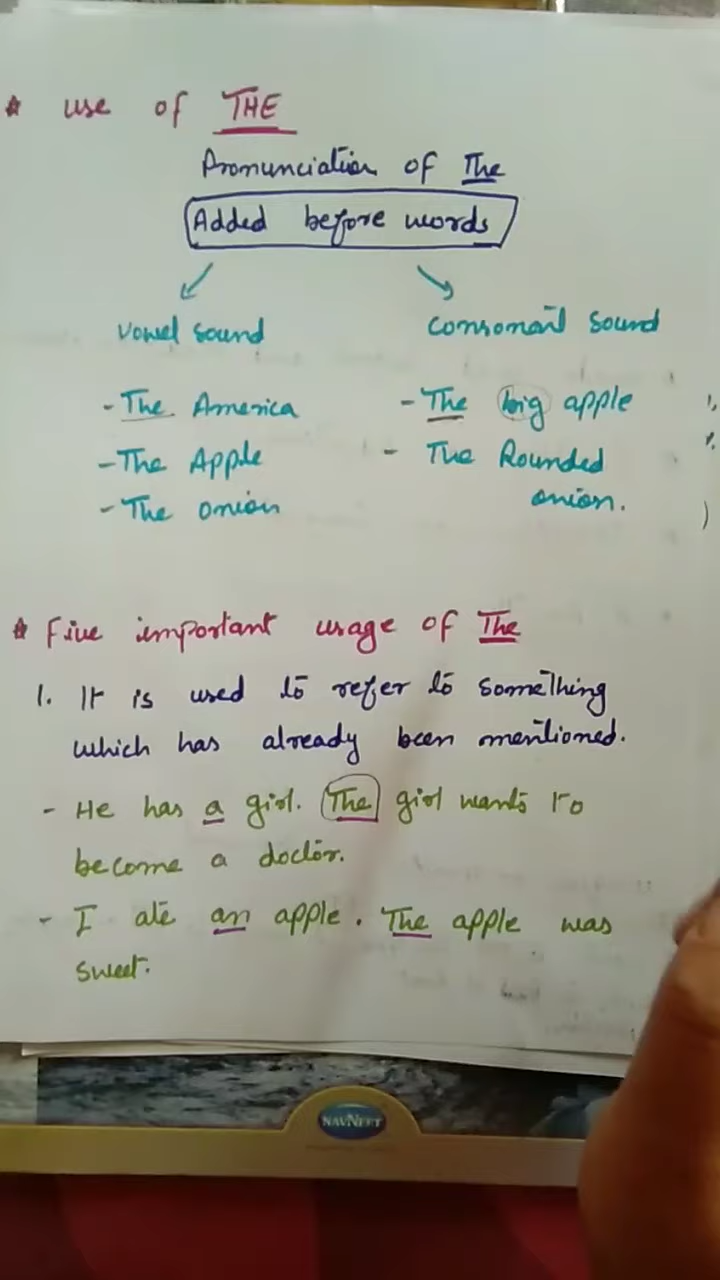 * use of THE
Pronunciation of The
Added before words
vowel sound
- The America
- The Apple
- The onion
consonant sound
- The big apple
- The Rounded
onion.
* Five important usage of The
1. It is used to refer to something
which has already been mentioned.
- He has a girl. The girl wants to
become a doctor.
- I ate an apple. The apple was
sweet.
NAVNEET